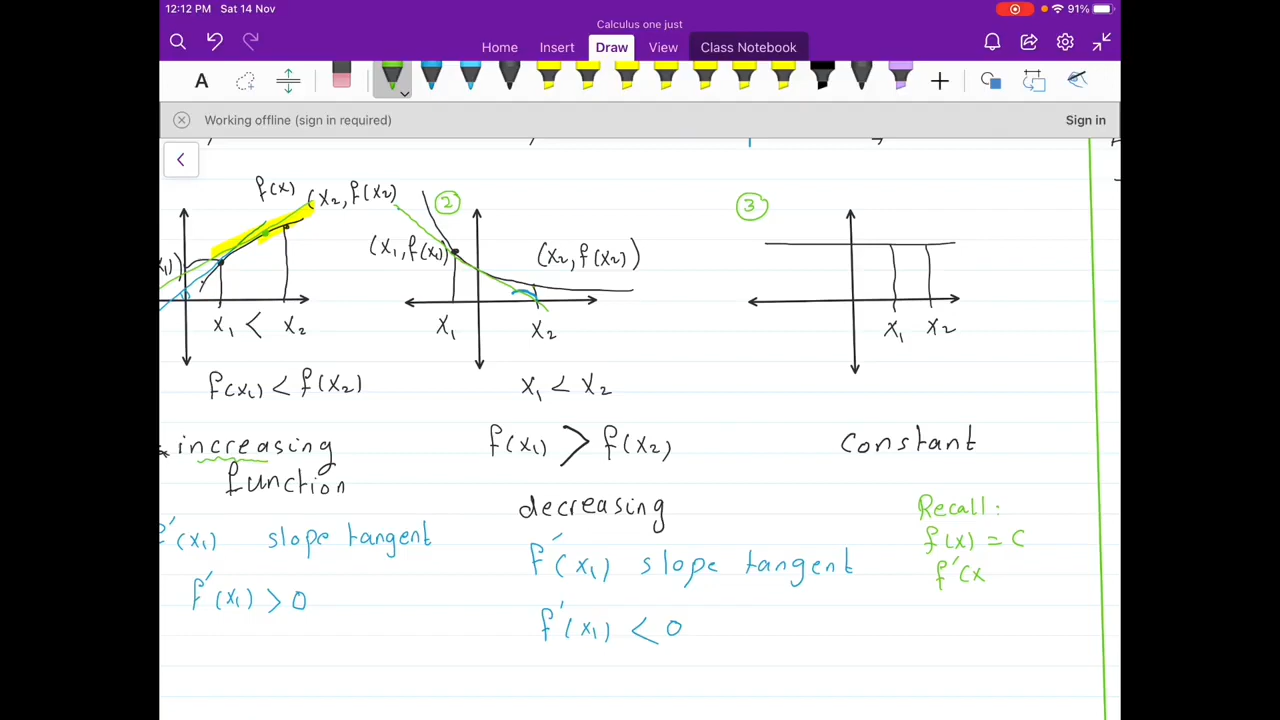 12:12 PM Sat 14 Nov
91%
Calculus one just
Home Insert Draw View Class Notebook
A
Working offline (sign in required)
Sign in
f(x)
(x₂, f(x₂)
x₁)
x₁ < x₂
f(x₁) < f(x₂)
increasing
function
f'(x₁) slope tangent
f'(x₁) > 0
②
(x₁, f(x₁)
(x₂, f(x₂))
x₁
x₂
x₁ < x₂
f(x₁) > f(x₂)
decreasing
f'(x₁) slope tangent
f'(x₁) < 0
③
x₁ x₂
constant
Recall:
f(x) = C
f'(x